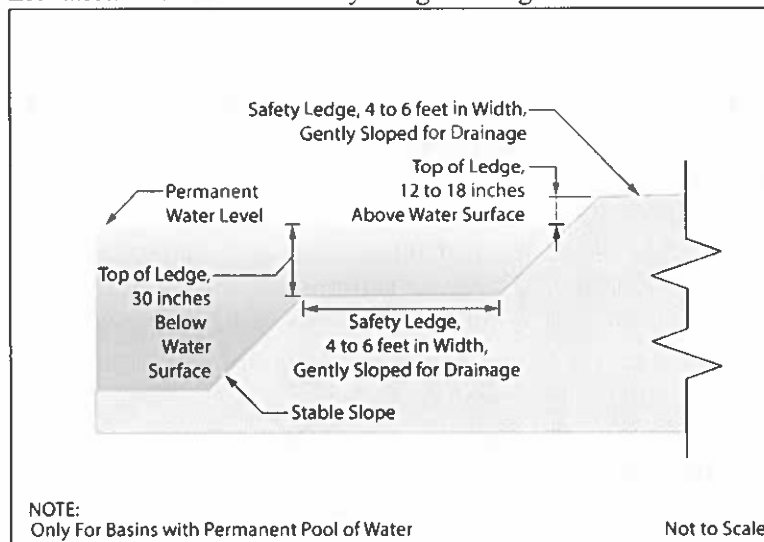 Safety Ledge, 4 to 6 feet in Width,
Gently Sloped for Drainage
Top of Ledge,
12 to 18 inches
Above Water Surface
Permanent
Water Level
Top of Ledge,
30 inches
Below
Water
Surface
Safety Ledge,
4 to 6 feet in Width,
Gently Sloped for Drainage
Stable Slope
NOTE:
Only For Basins with Permanent Pool of Water
Not to Scale